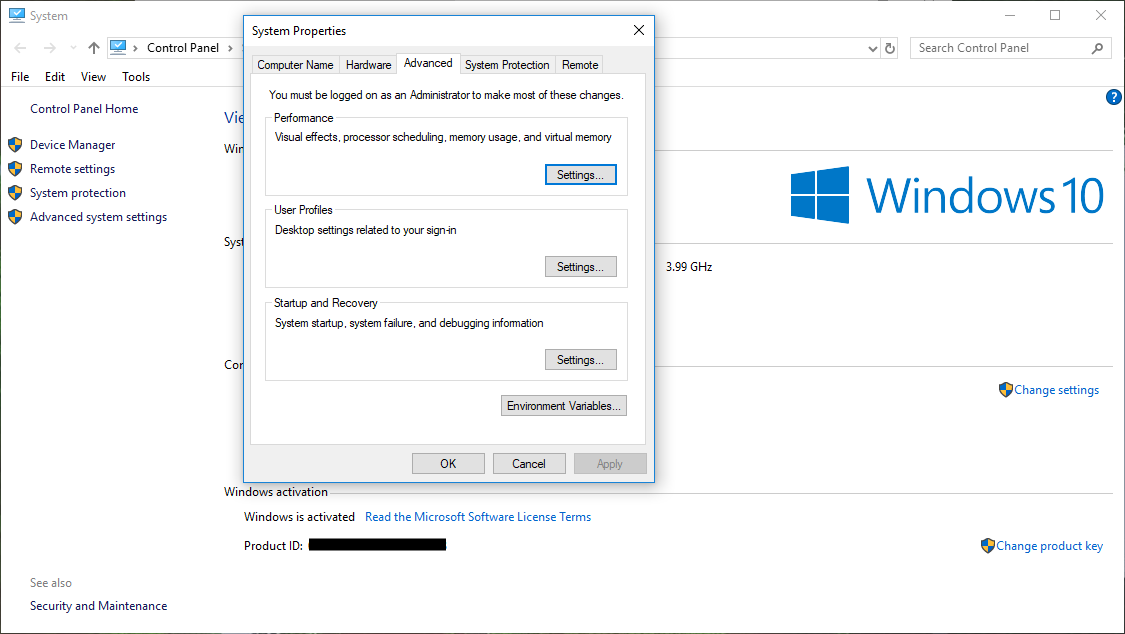 System
System Properties
Control Panel
Search Control Panel
Computer Name Hardware Advanced System Protection Remote
File Edit View Tools
You must be logged on as an Administrator to make most of these changes.
Control Panel Home
Performance
Visual effects, processor scheduling, memory usage, and virtual memory
Settings...
Device Manager
Remote settings
System protection
Advanced system settings
Windows 10
User Profiles
Desktop settings related to your sign-in
Settings...
3.99 GHz
Startup and Recovery
System startup, system failure, and debugging information
Settings...
Change settings
Environment Variables...
OK Cancel Apply
Windows activation
Windows is activated Read the Microsoft Software License Terms
Product ID:
Change product key
See also
Security and Maintenance